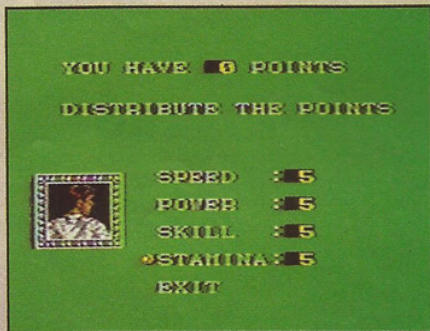 YOU HAVE 0 POINTS
DISTRIBUTE THE POINTS
SPEED :5
POWER :5
SKILL :5
STAMINA:5
EXIT